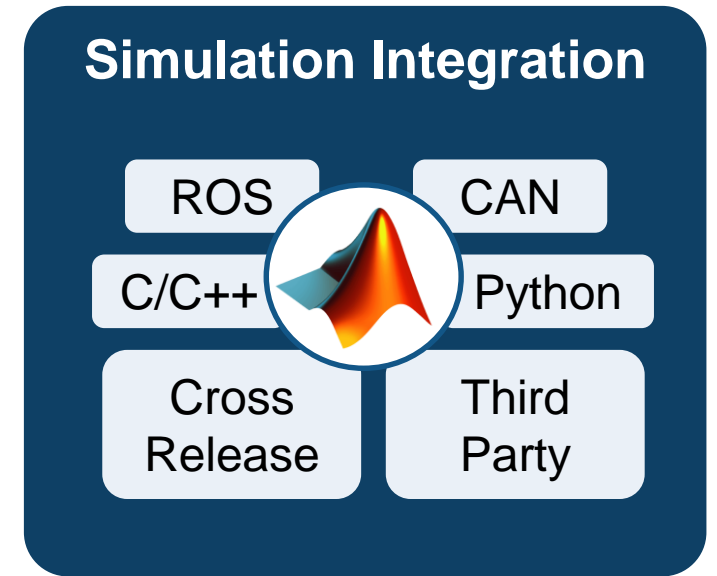 Simulation Integration
ROS
CAN
C/C++
Python
Cross
Release
Third
Party